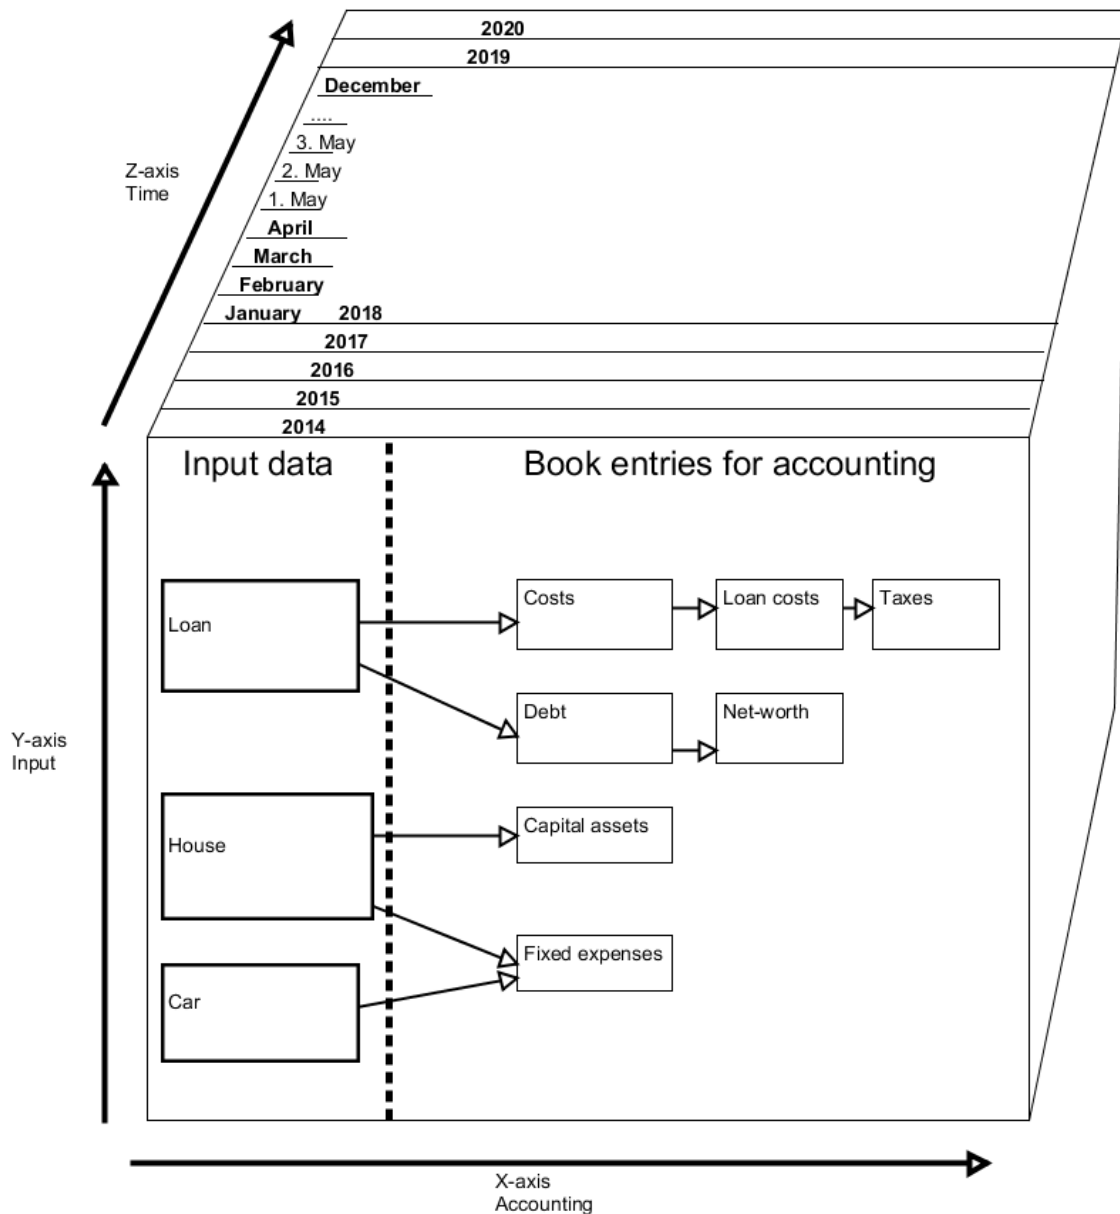 2020
2019
December
....
3. May
2. May
1. May
April
March
February
January 2018
2017
2016
2015
2014
Z-axis
Time
Input data
Book entries for accounting
Loan
Costs
Loan costs
Taxes
Debt
Net-worth
Y-axis
Input
House
Capital assets
Fixed expenses
Car
X-axis
Accounting